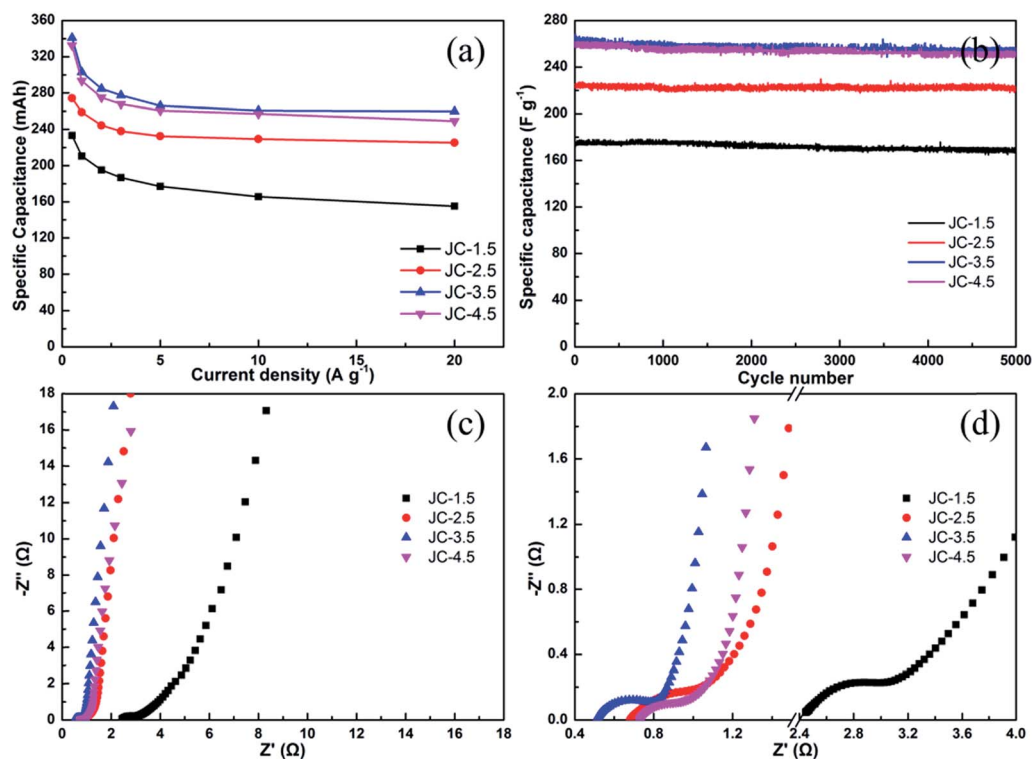 (a)
Specific Capacitance (mAh)
360
320
280
240
200
160
120
80
40
0
JC-1.5
JC-2.5
JC-3.5
JC-4.5
0 5 10 15 20
Current density (A g⁻¹)
(b)
Specific capacitance (F g⁻¹)
280
240
200
160
120
80
40
0
JC-1.5
JC-2.5
JC-3.5
JC-4.5
0 1000 2000 3000 4000 5000
Cycle number
(c)
-Z'' (Ω)
18
16
14
12
10
8
6
4
2
0
JC-1.5
JC-2.5
JC-3.5
JC-4.5
0 2 4 6 8 10 12 14 16 18
Z' (Ω)
(d)
-Z'' (Ω)
2.0
1.6
1.2
0.8
0.4
0.0
JC-1.5
JC-2.5
JC-3.5
JC-4.5
0.4 0.8 1.2 2.4 2.8 3.2 3.6 4.0
Z' (Ω)